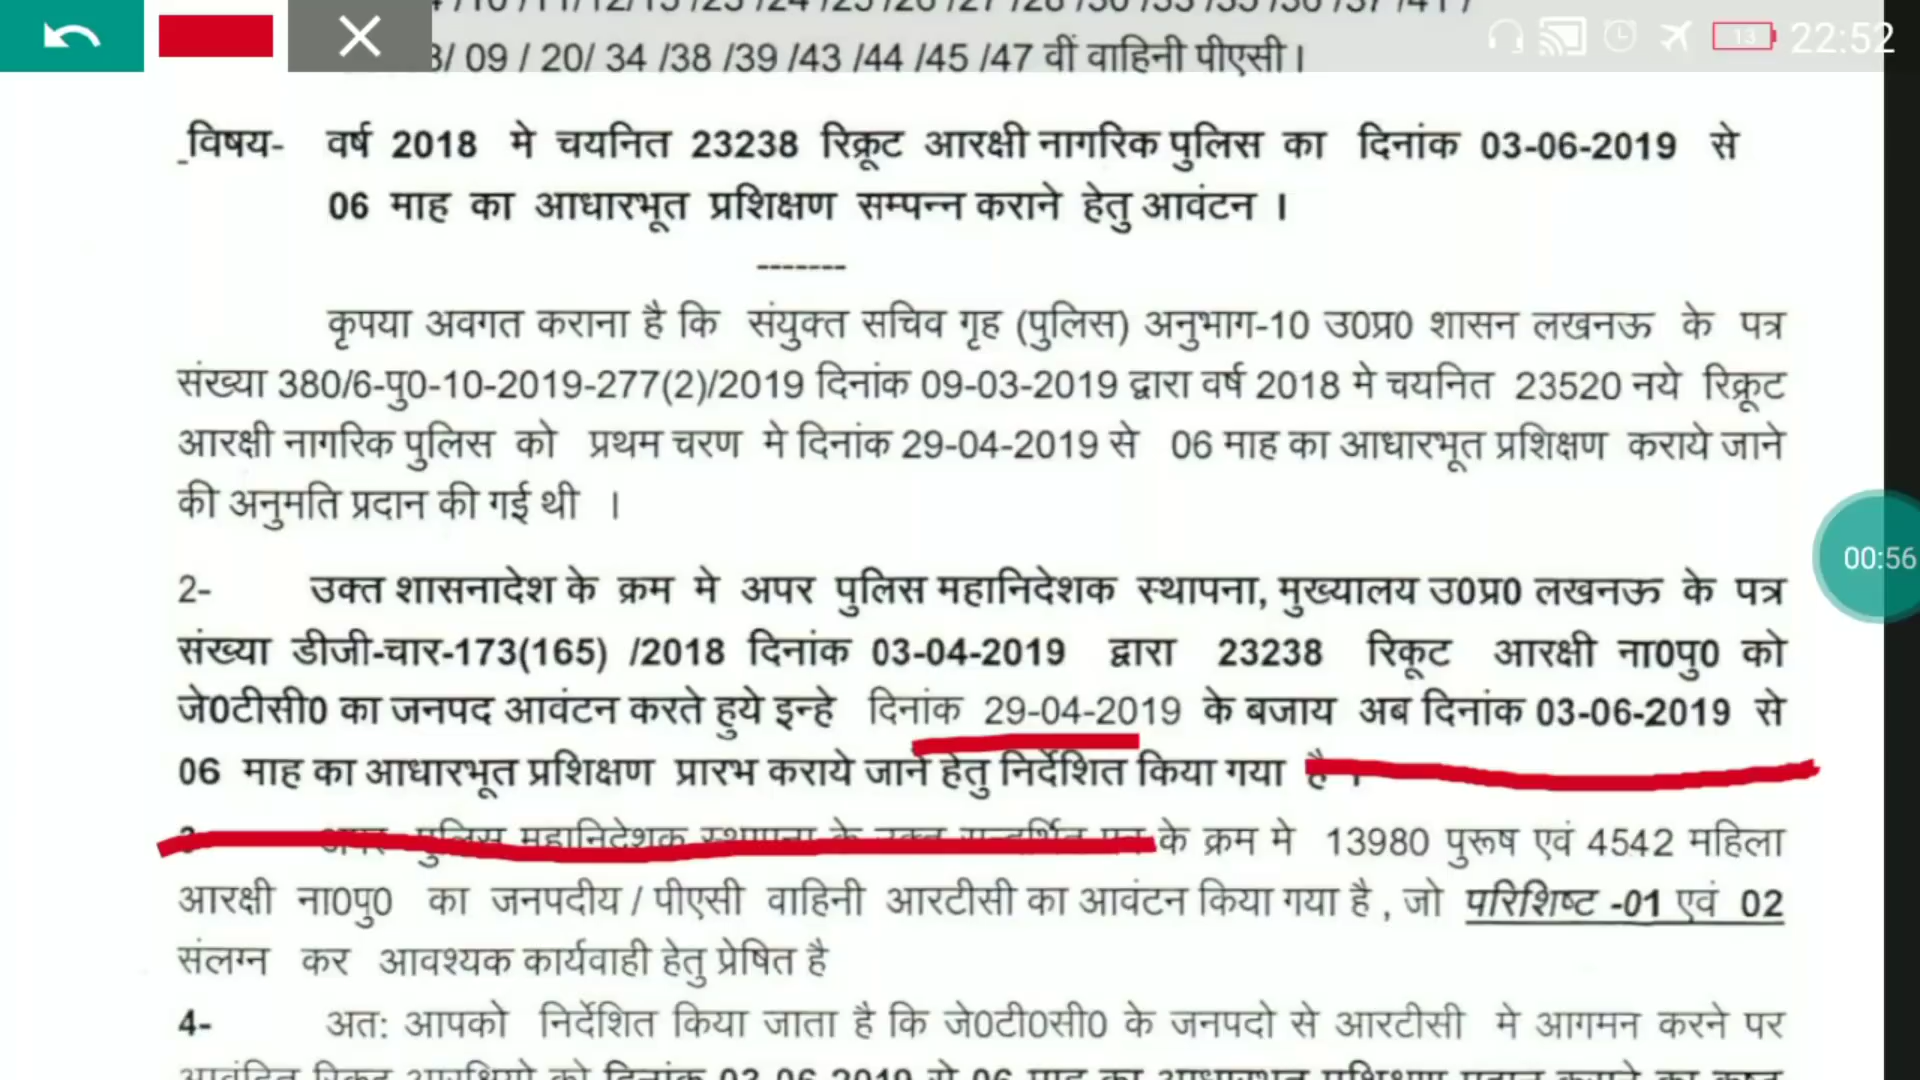 / 09 / 20/ 34 /38 /39 /43 /44 /45 /47 वीं वाहिनी पीएसी।
13 22:52
विषय- वर्ष 2018 मे चयनित 23238 रिक्रूट आरक्षी नागरिक पुलिस का दिनांक 03-06-2019 से
06 माह का आधारभूत प्रशिक्षण सम्पन्न कराने हेतु आवंटन ।
-------
कृपया अवगत कराना है कि संयुक्त सचिव गृह (पुलिस) अनुभाग-10 उ0प्र0 शासन लखनऊ के पत्र
संख्या 380/6-पु0-10-2019-277(2)/2019 दिनांक 09-03-2019 द्वारा वर्ष 2018 मे चयनित 23520 नये रिक्रूट
आरक्षी नागरिक पुलिस को प्रथम चरण मे दिनांक 29-04-2019 से 06 माह का आधारभूत प्रशिक्षण कराये जाने
की अनुमति प्रदान की गई थी ।
2- उक्त शासनादेश के क्रम मे अपर पुलिस महानिदेशक स्थापना, मुख्यालय उ0प्र0 लखनऊ के पत्र
संख्या डीजी-चार-173(165) /2018 दिनांक 03-04-2019 द्वारा 23238 रिकूट आरक्षी ना0पु0 को
जे0टीसी0 का जनपद आवंटन करते हुये इन्हे दिनांक 29-04-2019 के बजाय अब दिनांक 03-06-2019 से
00:56
06 माह का आधारभूत प्रशिक्षण प्रारभ कराये जाने हेतु निर्देशित किया गया है ।
पुलिस महानिदेशक के क्रम मे 13980 पुरूष एवं 4542 महिला
आरक्षी ना0पु0 का जनपदीय / पीएसी वाहिनी आरटीसी का आवंटन किया गया है , जो परिशिष्ट -01 एवं 02
संलग्न कर आवश्यक कार्यवाही हेतु प्रेषित है
4- अत: आपको निर्देशित किया जाता है कि जे0टी0सी0 के जनपदो से आरटीसी मे आगमन करने पर